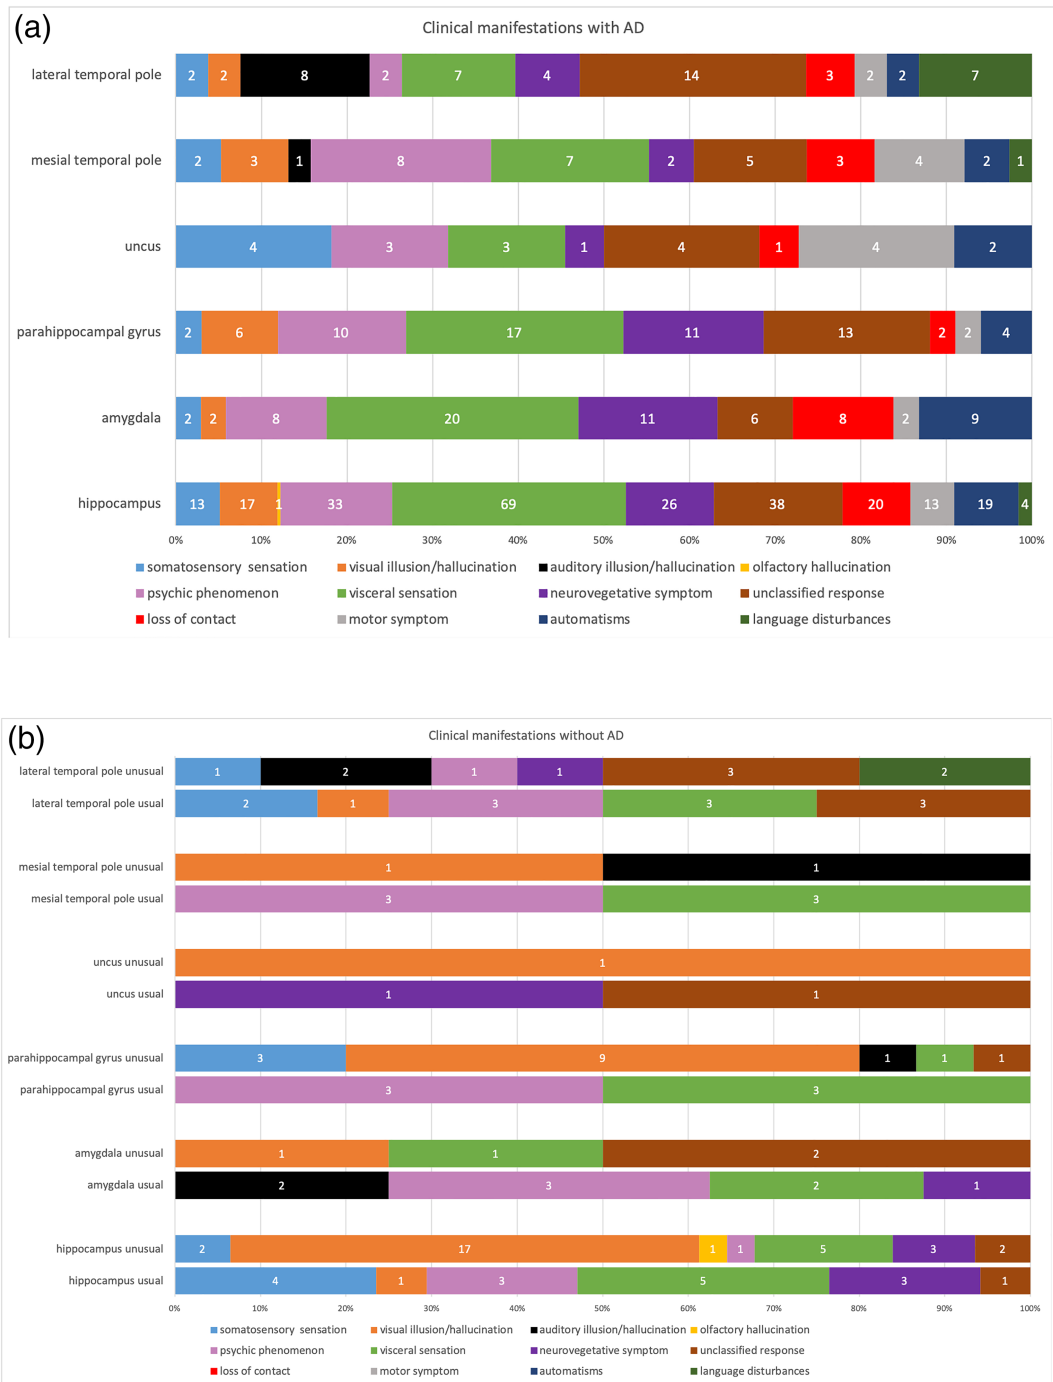 (a)
Clinical manifestations with AD
lateral temporal pole 2 2 8 2 7 4 14 3 2 2 7
mesial temporal pole 2 3 1 8 7 2 5 3 4 2 1
uncus 4 3 3 1 4 1 4 2
parahippocampal gyrus 2 6 10 17 11 13 2 2 4
amygdala 2 2 8 20 11 6 8 2 9
hippocampus 13 17 1 33 69 26 38 20 13 19 4
0% 10% 20% 30% 40% 50% 60% 70% 80% 90% 100%
somatosensory sensation visual illusion/hallucination auditory illusion/hallucination olfactory hallucination
psychic phenomenon visceral sensation neurovegetative symptom unclassified response
loss of contact motor symptom automatisms language disturbances
(b)
Clinical manifestations without AD
lateral temporal pole unusual 1 2 1 1 3 2
lateral temporal pole usual 2 1 3 3 3
mesial temporal pole unusual 1 1
mesial temporal pole usual 3 3
uncus unusual 1
uncus usual 1 1
parahippocampal gyrus unusual 3 9 1 1 1
parahippocampal gyrus usual 3 3
amygdala unusual 1 1 2
amygdala usual 2 3 2 1
hippocampus unusual 2 17 1 1 5 3 2
hippocampus usual 4 1 3 5 3 1
0% 10% 20% 30% 40% 50% 60% 70% 80% 90% 100%
somatosensory sensation visual illusion/hallucination auditory illusion/hallucination olfactory hallucination
psychic phenomenon visceral sensation neurovegetative symptom unclassified response
loss of contact motor symptom automatisms language disturbances